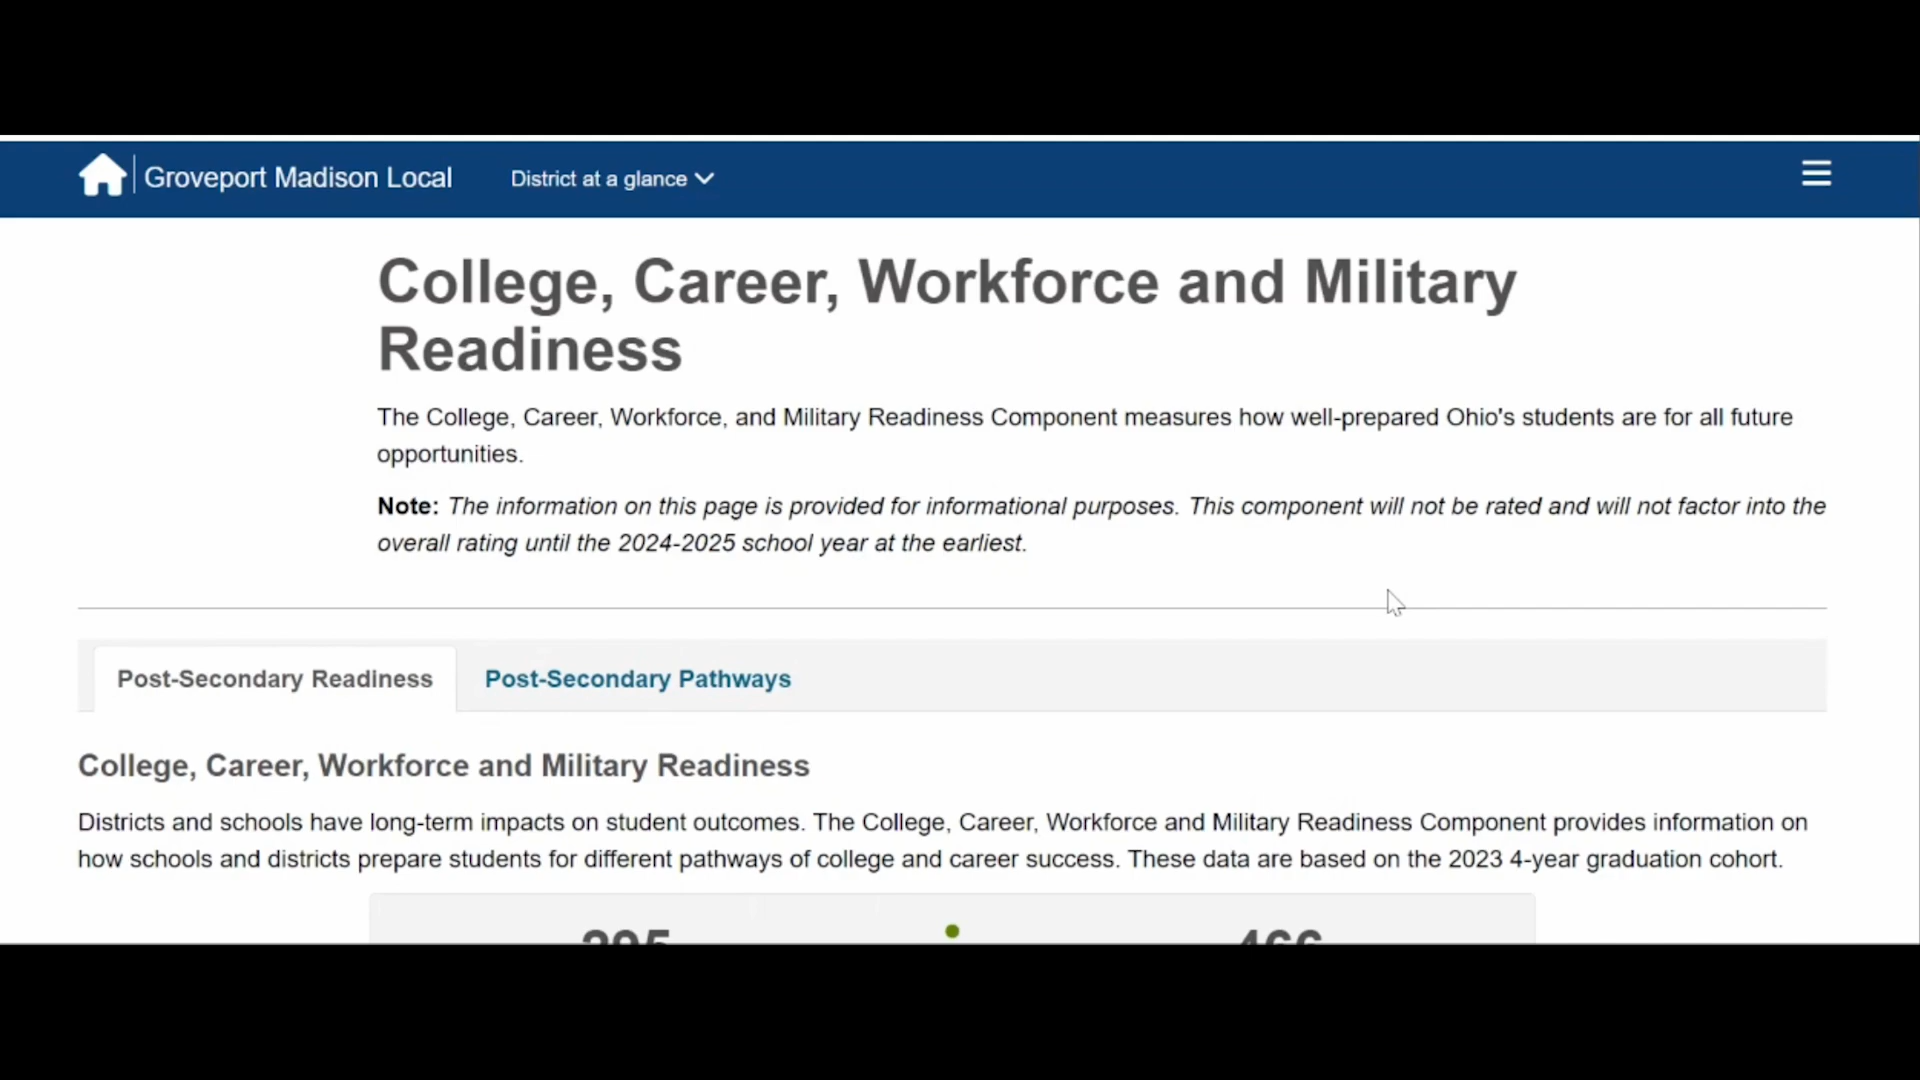 Groveport Madison Local District at a glance
College, Career, Workforce and Military
Readiness
The College, Career, Workforce, and Military Readiness Component measures how well-prepared Ohio's students are for all future
opportunities.
Note: The information on this page is provided for informational purposes. This component will not be rated and will not factor into the
overall rating until the 2024-2025 school year at the earliest.
Post-Secondary Readiness Post-Secondary Pathways
College, Career, Workforce and Military Readiness
Districts and schools have long-term impacts on student outcomes. The College, Career, Workforce and Military Readiness Component provides information on
how schools and districts prepare students for different pathways of college and career success. These data are based on the 2023 4-year graduation cohort.